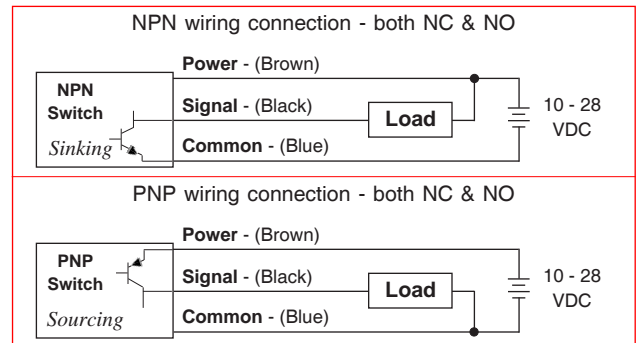 NPN wiring connection - both NC & NO
Power - (Brown)
NPN
Switch
Signal - (Black)
Load
10 - 28
VDC
Sinking
Common - (Blue)
PNP wiring connection - both NC & NO
Power - (Brown)
PNP
Switch
Signal - (Black)
Load
10 - 28
VDC
Sourcing
Common - (Blue)